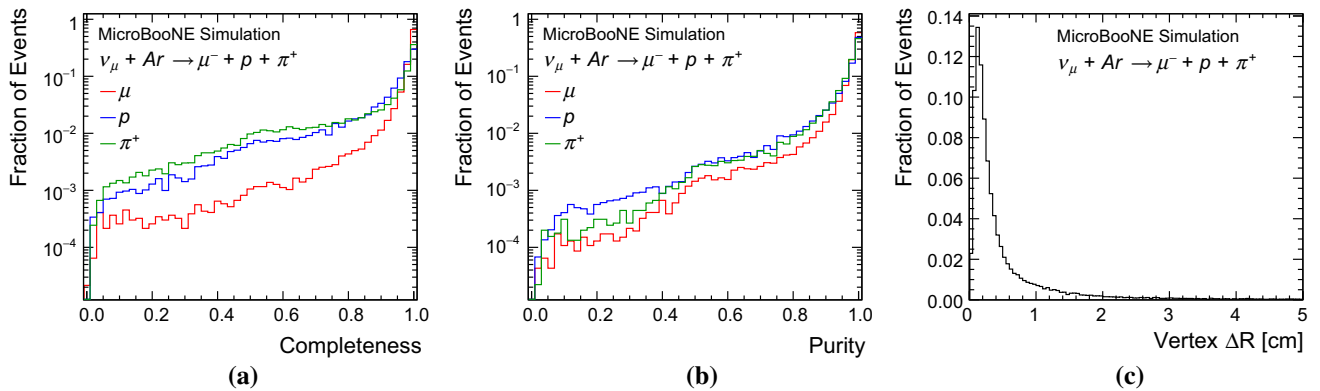 Fraction of Events
1
10⁻¹
10⁻²
10⁻³
10⁻⁴
MicroBooNE Simulation
νμ + Ar → μ⁻ + p + π⁺
μ
p
π⁺
0.0 0.2 0.4 0.6 0.8 1.0
Completeness
(a)
Fraction of Events
1
10⁻¹
10⁻²
10⁻³
10⁻⁴
MicroBooNE Simulation
νμ + Ar → μ⁻ + p + π⁺
μ
p
π⁺
0.0 0.2 0.4 0.6 0.8 1.0
Purity
(b)
Fraction of Events
0.14
0.12
0.10
0.08
0.06
0.04
0.02
0.00
MicroBooNE Simulation
νμ + Ar → μ⁻ + p + π⁺
0 1 2 3 4 5
Vertex ΔR [cm]
(c)